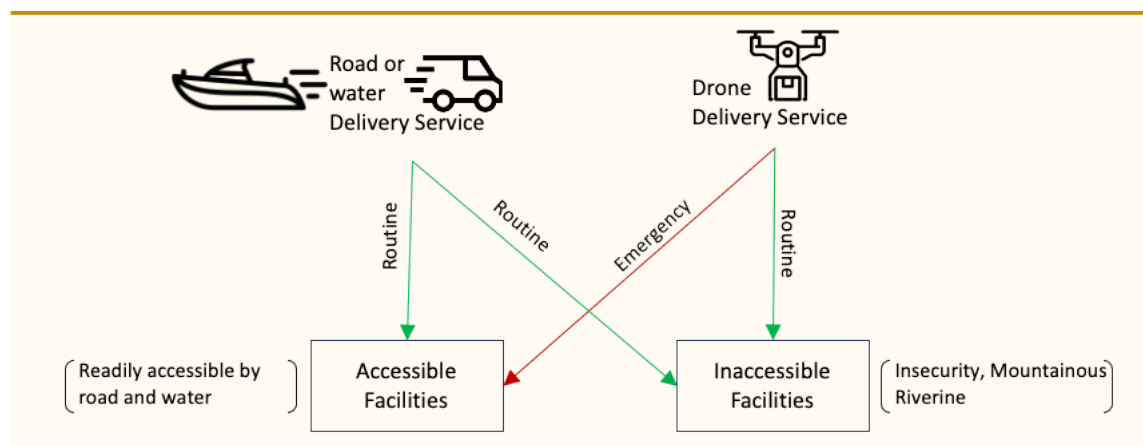 Road or
water
Delivery Service
Drone
Delivery Service
Routine
Routine
Emergency
Routine
Readily accessible by
road and water
Accessible
Facilities
Inaccessible
Facilities
Insecurity, Mountainous
Riverine